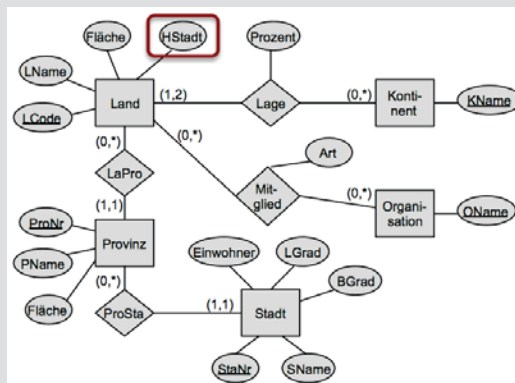 Fläche
HStadt
Prozent
LName
Land
(1,2)
Lage
(0,*)
Konti-
nent
KName
LCode
(0,*)
(0,*)
LaPro
Art
Mit-
glied
(0,*)
Organi-
sation
OName
(1,1)
ProNr
Provinz
PName
(0,*)
Fläche
Einwohner
LGrad
BGrad
ProSta
(1,1)
Stadt
StaNr
SName